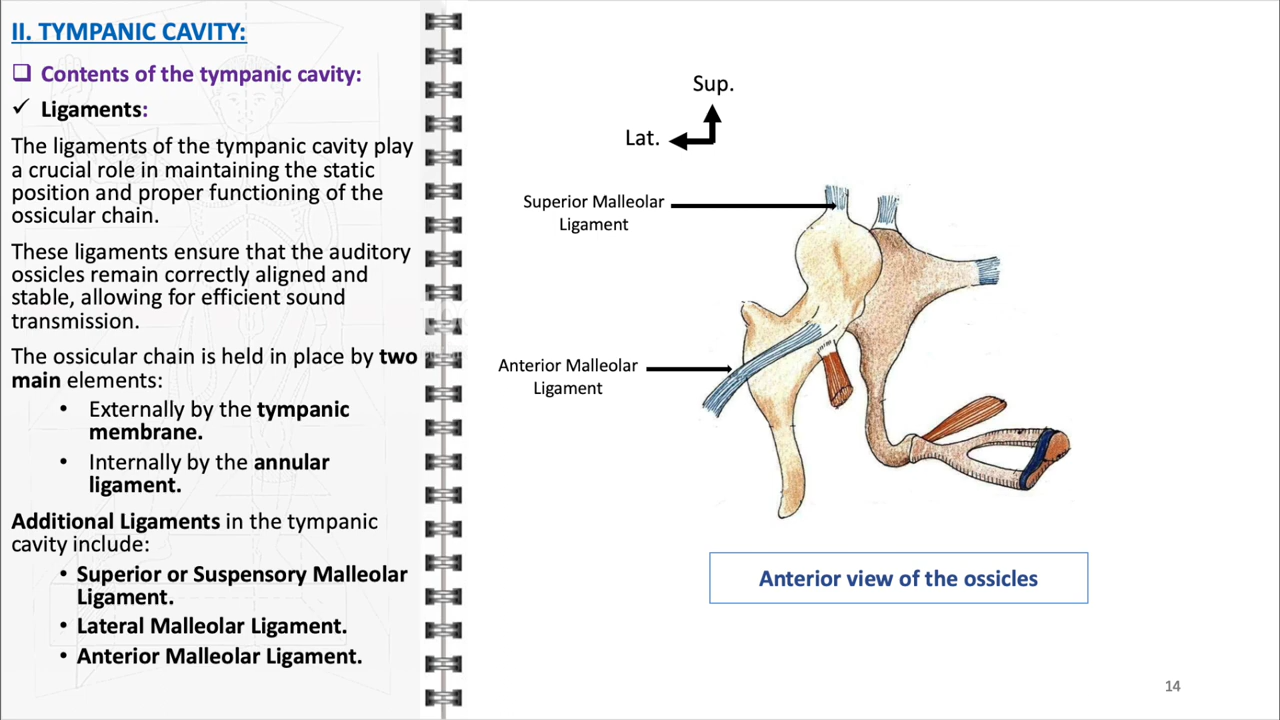 II. TYMPANIC CAVITY:
❑ Contents of the tympanic cavity:
✓ Ligaments:
The ligaments of the tympanic cavity play
a crucial role in maintaining the static
position and proper functioning of the
ossicular chain.
These ligaments ensure that the auditory
ossicles remain correctly aligned and
stable, allowing for efficient sound
transmission.
The ossicular chain is held in place by two
main elements:
• Externally by the tympanic
membrane.
• Internally by the annular
ligament.
Additional Ligaments in the tympanic
cavity include:
• Superior or Suspensory Malleolar
Ligament.
• Lateral Malleolar Ligament.
• Anterior Malleolar Ligament.
Sup.
Lat.
Superior Malleolar
Ligament
Anterior Malleolar
Ligament
Anterior view of the ossicles
14